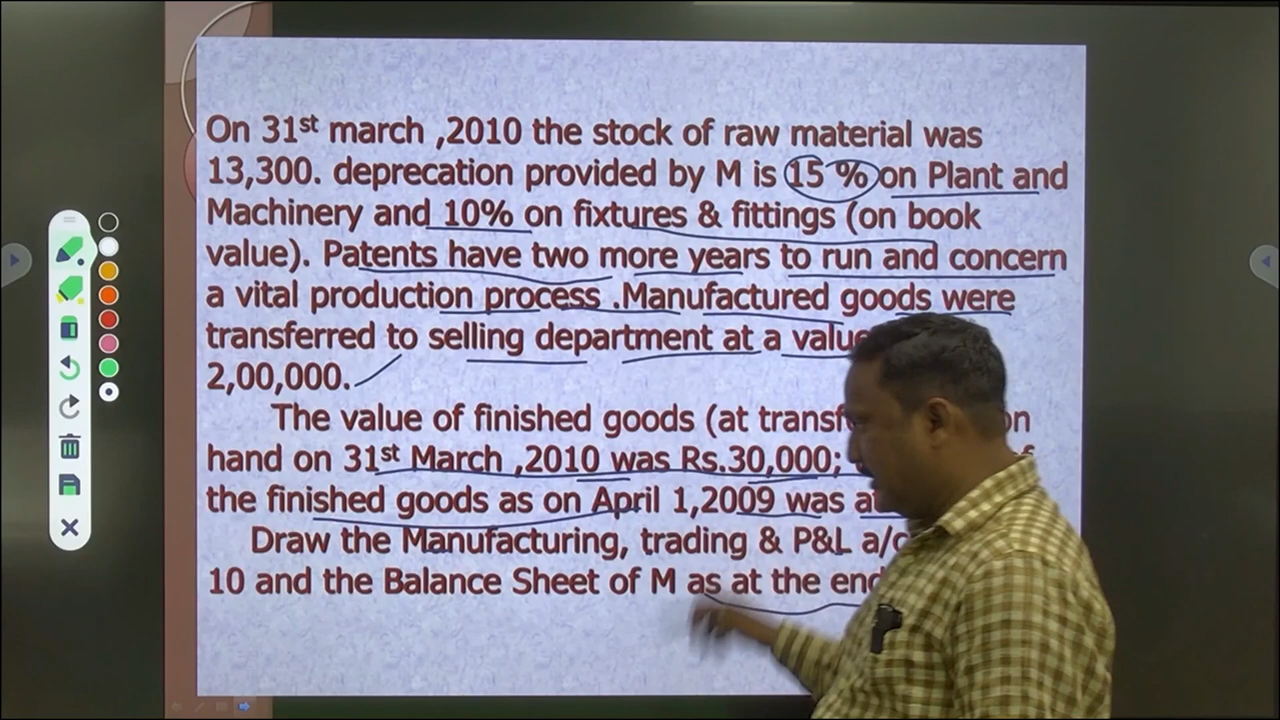 On 31st march ,2010 the stock of raw material was
13,300. deprecation provided by M is 15 % on Plant and
Machinery and 10% on fixtures & fittings (on book
value). Patents have two more years to run and concern
a vital production process .Manufactured goods were
transferred to selling department at a value
2,00,000.
The value of finished goods (at
hand on 31st March ,2010 was Rs.30,000;
the finished goods as on April 1,2009 was
Draw the Manufacturing, trading & P&L
10 and the Balance Sheet of M as at the